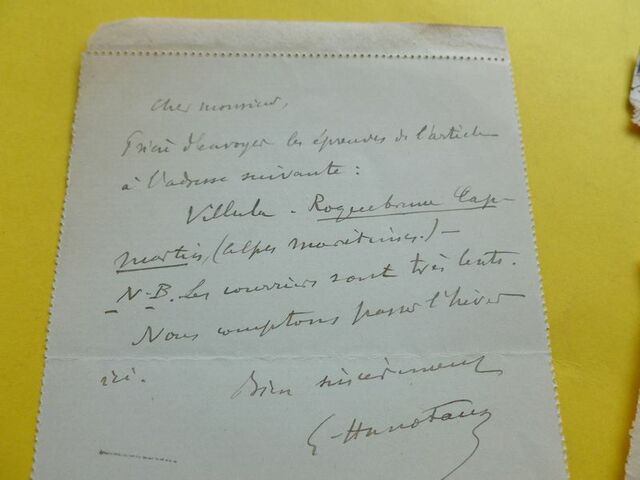 Cher monsieur,
Prière d'envoyer les épreuves de l'article
à l'adresse suivante :
Villula - Roquebrune Cap-
martin, (alpes maritimes.) -
N-B. Les courriers sont très lents.
Nous comptons passer l'hiver
ici. Bien sincèrement
G Hanotaux